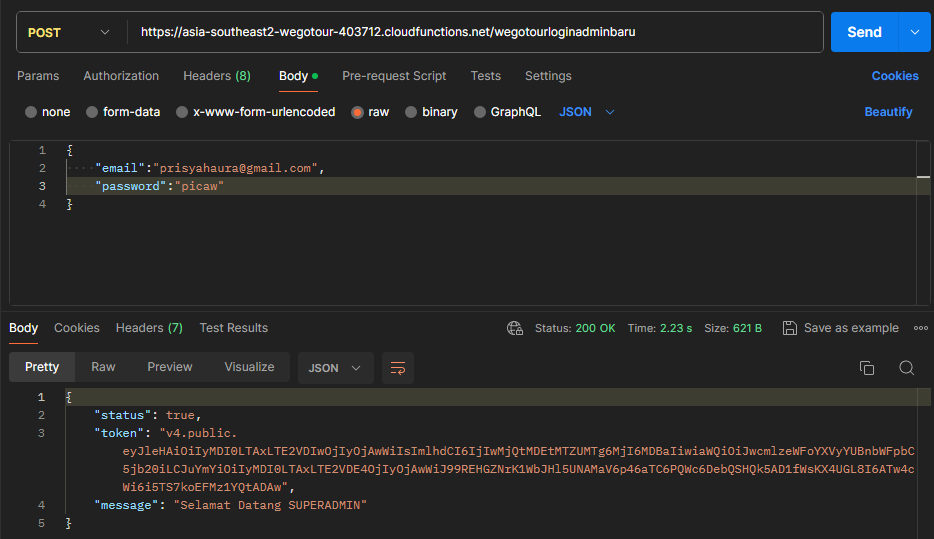 POST https://asia-southeast2-wegotour-403712.cloudfunctions.net/wegotourloginadminbaru Send
Params Authorization Headers (8) Body Pre-request Script Tests Settings Cookies
none form-data x-www-form-urlencoded raw binary GraphQL JSON Beautify
1 {
2 "email":"prisyahaura@gmail.com",
3 "password":"picaw"
4 }
Body Cookies Headers (7) Test Results Status: 200 OK Time: 2.23 s Size: 621 B Save as example
Pretty Raw Preview Visualize JSON
1 {
2 "status": true,
3 "token": "v4.public.
eyJleHAiOiIyMDI0LTAxLTE2VDIwOjIyOjAwWiIsImlhdCI6IjIwMjQtMDEtMTZUMTg6MjI6MDBaIiwiaWQiOiJwcmlzeWFoYXVyYUBnbWFpbC
5jb20iLCJuYmYiOiIyMDI0LTAxLTE2VDE4OjIyOjAwWiJ99REHGZNrK1WbJHl5UNAMaV6p46aTC6PQWc6DebQSHQk5AD1fWsKX4UGL8I6ATw4c
Wi6i5TS7koEFMz1YQtADAw",
4 "message": "Selamat Datang SUPERADMIN"
5 }